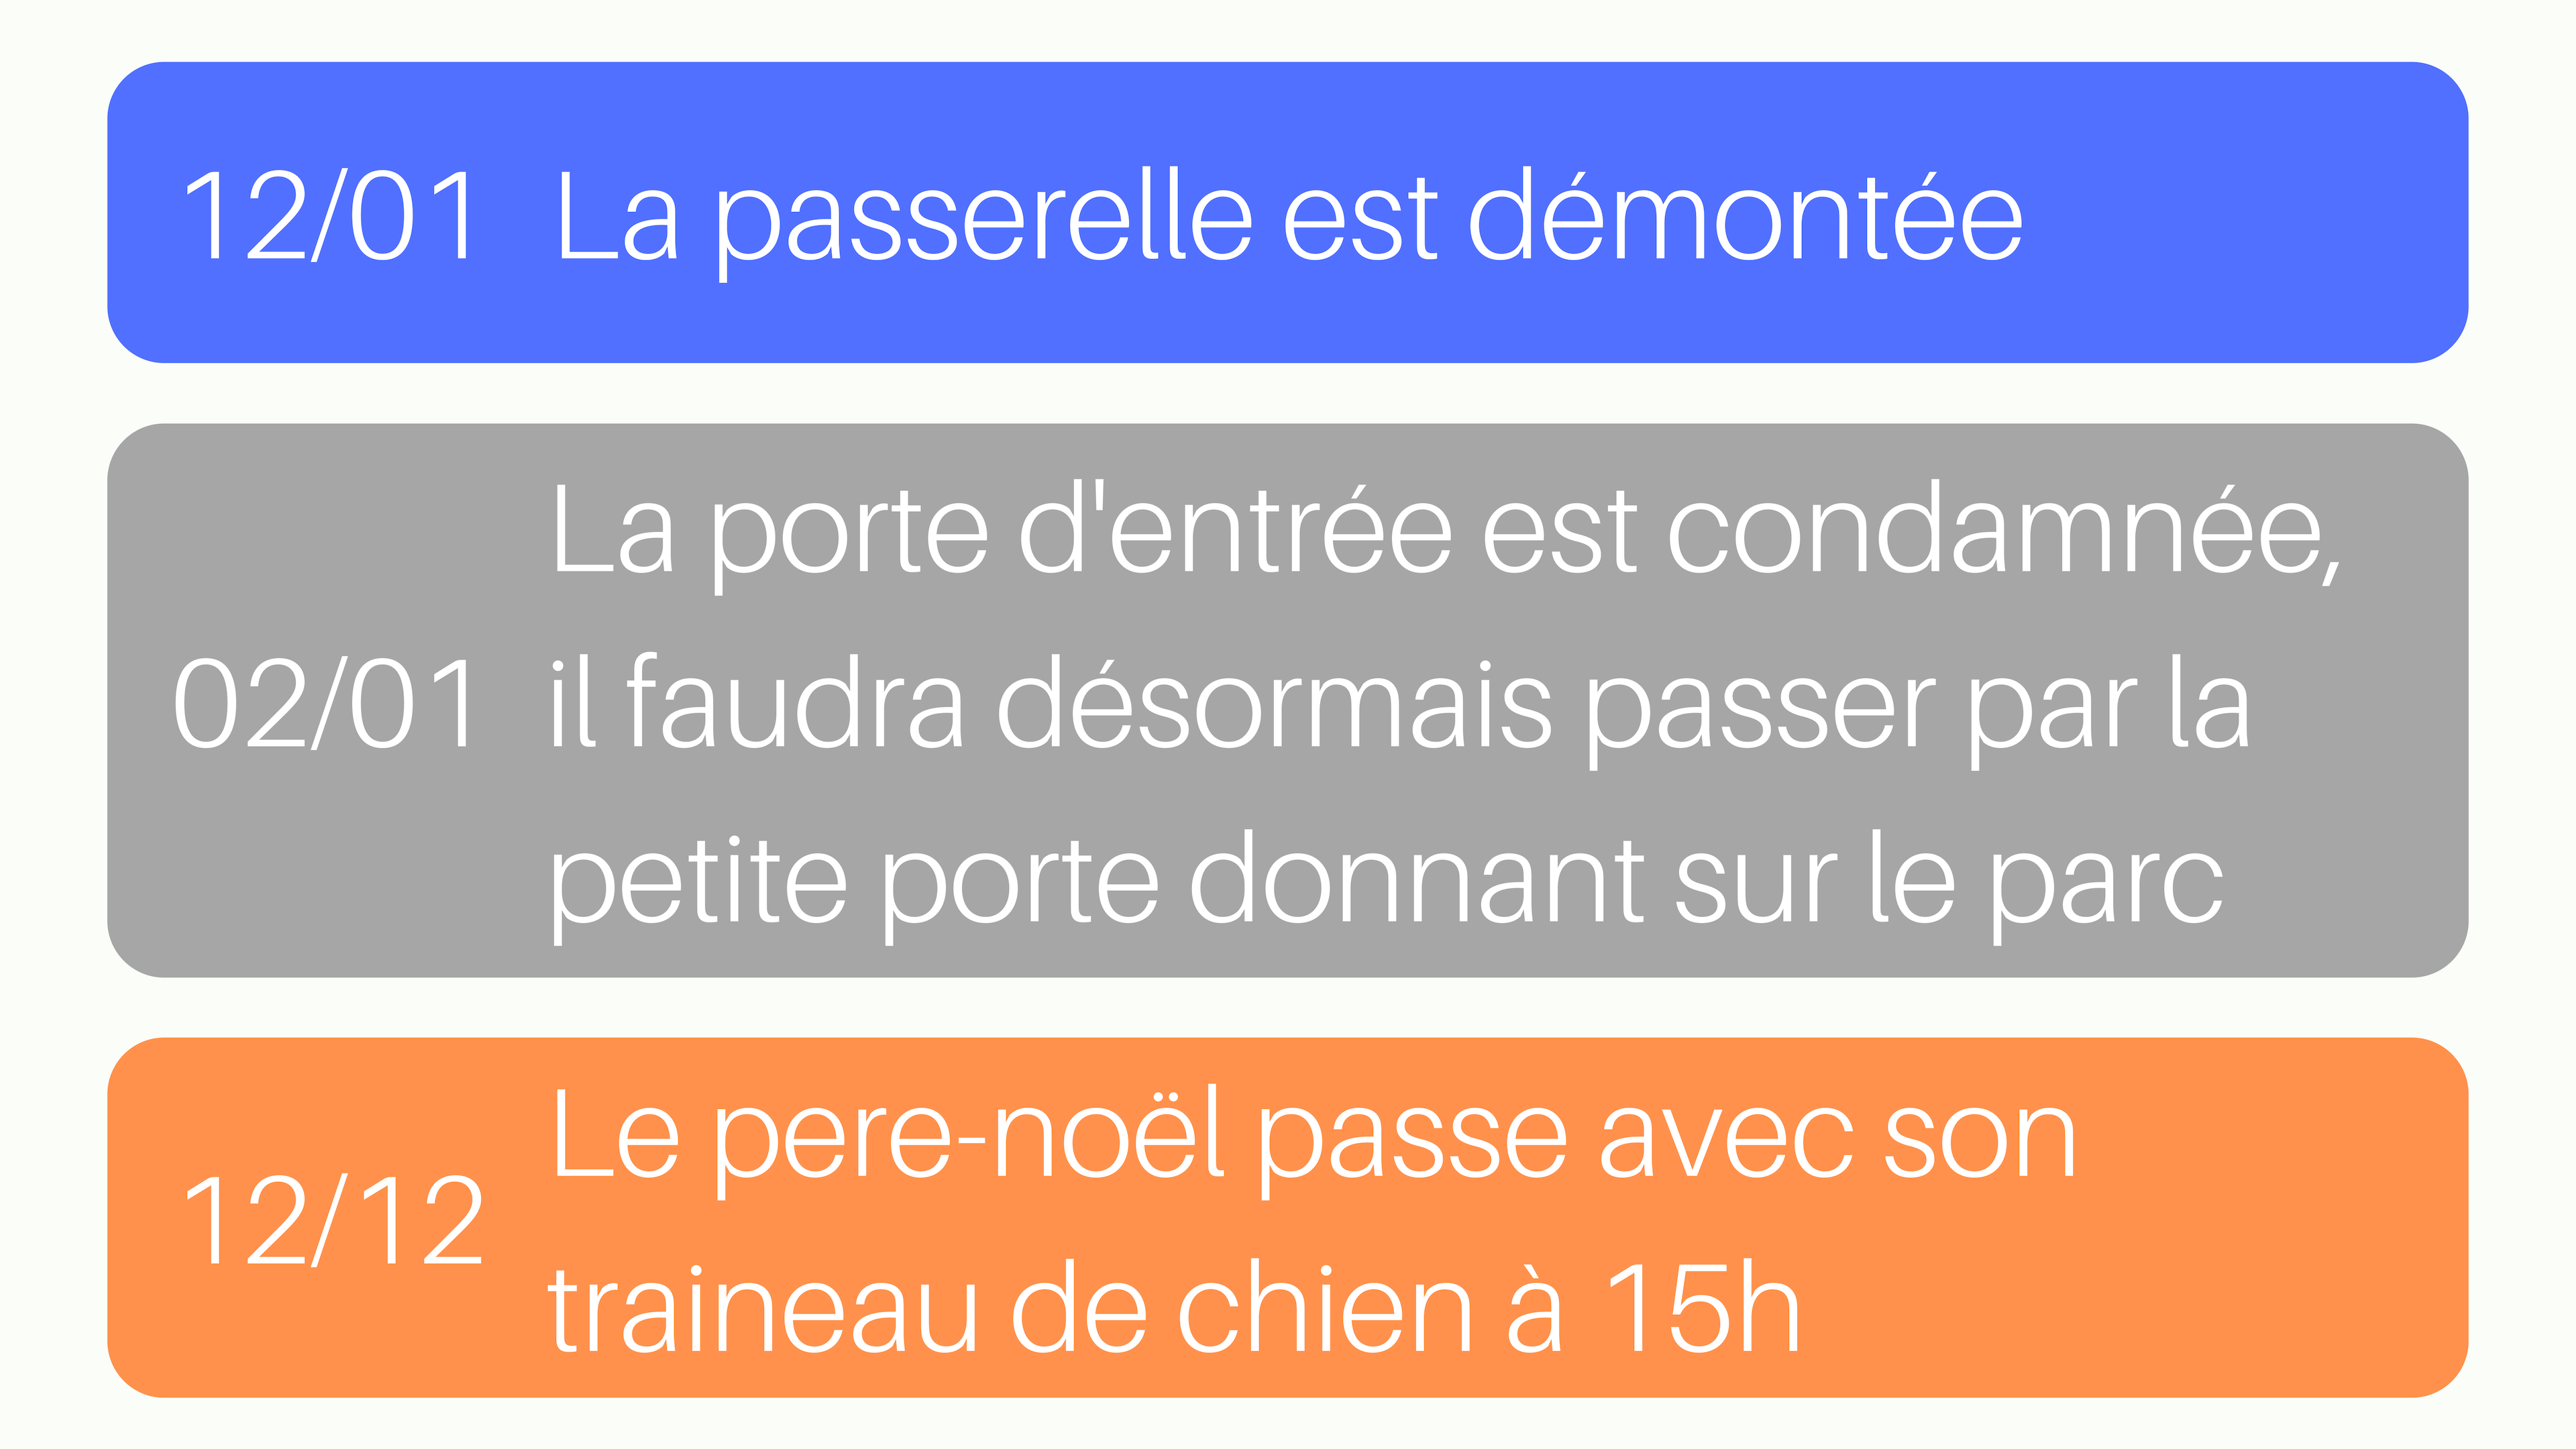 12/01 La passerelle est démontée
La porte d'entrée est condamnée,
02/01 il faudra désormais passer par la
petite porte donnant sur le parc
Le pere-noël passe avec son
12/12
traineau de chien à 15h